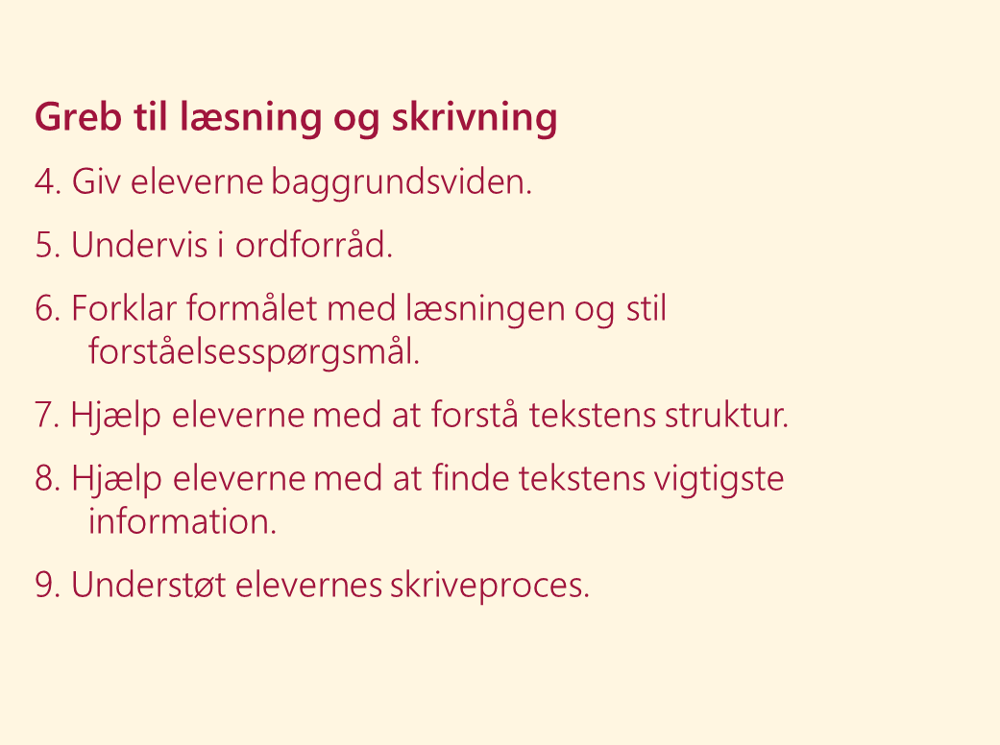 Greb til læsning og skrivning
4. Giv eleverne baggrundsviden.
5. Undervis i ordforråd.
6. Forklar formålet med læsningen og stil
forståelsesspørgsmål.
7. Hjælp eleverne med at forstå tekstens struktur.
8. Hjælp eleverne med at finde tekstens vigtigste
information.
9. Understøt elevernes skriveproces.